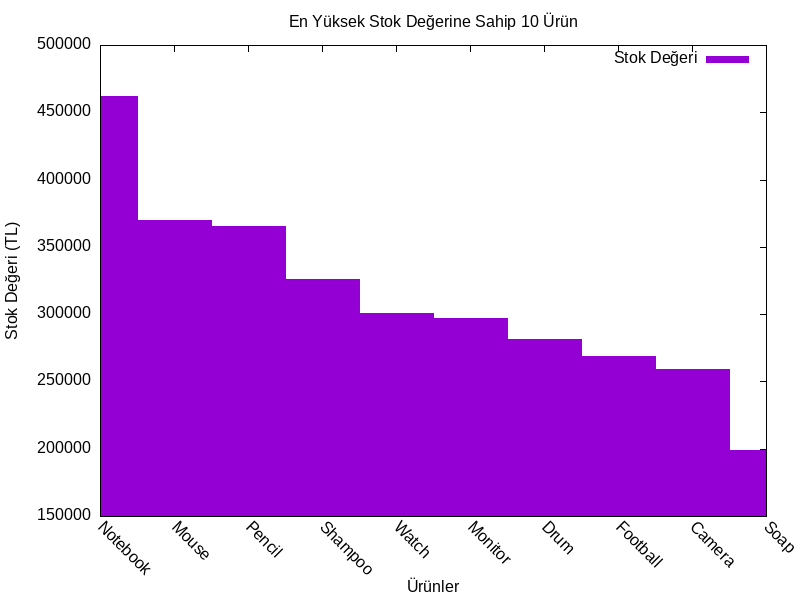 En Yüksek Stok Değerine Sahip 10 Ürün
Stok Değeri
Stok Değeri (TL)
500000
450000
400000
350000
300000
250000
200000
150000
Notebook
Mouse
Pencil
Shampoo
Watch
Monitor
Drum
Football
Camera
Soap
Ürünler